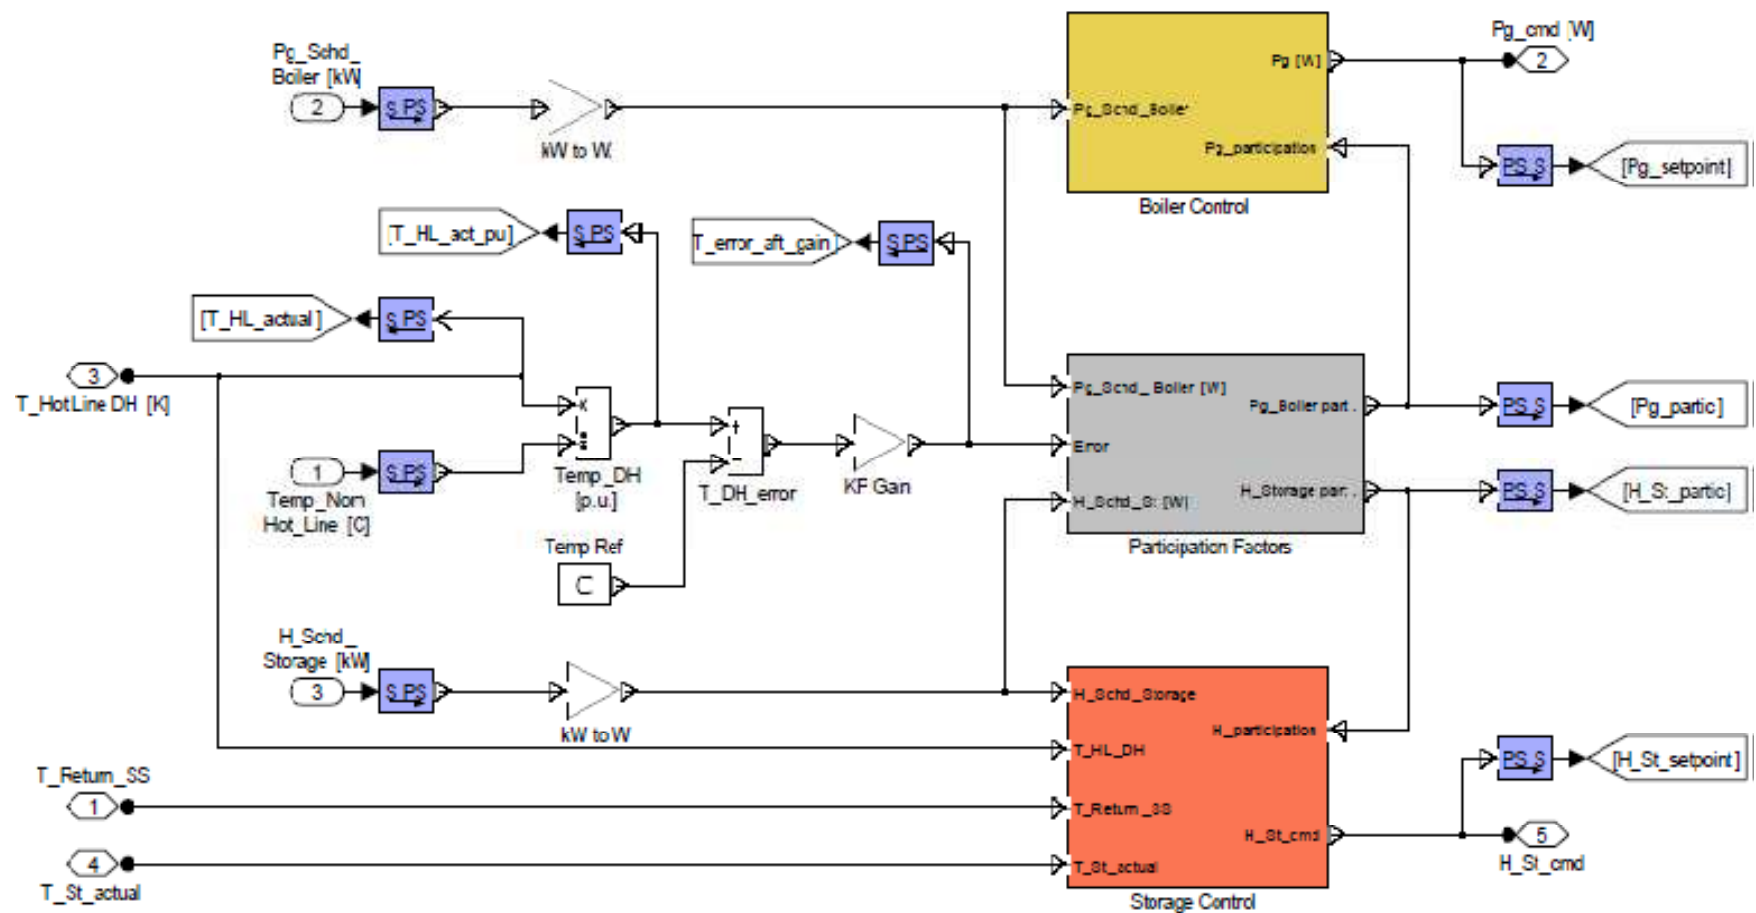 Pg_Schd_
Boiler [kW]
2
S PS
kW to W.
Pg_Schd_Boiler
Pg [W]
Pg_participation
Boiler Control
Pg_cmd [W]
2
PS S
[Pg_setpoint]
[T_HL_act_pu]
S PS
T_error_aft_gain]
S PS
[T_HL_actual]
S PS
3
T_HotLine DH [K]
1
S PS
Temp_Nom
Hot_Line [C]
Temp_DH
[p.u.]
+
-
T_DH_error
KF Gain
Temp Ref
C
Pg_Schd_Boiler [W]
Error
H_Schd_St [W]
Pg_Boiler part.
H_Storage part.
Participation Factors
PS S
[Pg_partic]
PS S
[H_St_partic]
H_Schd_
Storage [kW]
3
S PS
kW to W
H_Schd_Storage
T_HL_DH
T_Return_SS
T_St_actual
H_participation
H_St_cmd
Storage Control
PS S
[H_St_setpoint]
5
H_St_cmd
T_Return_SS
1
4
T_St_actual